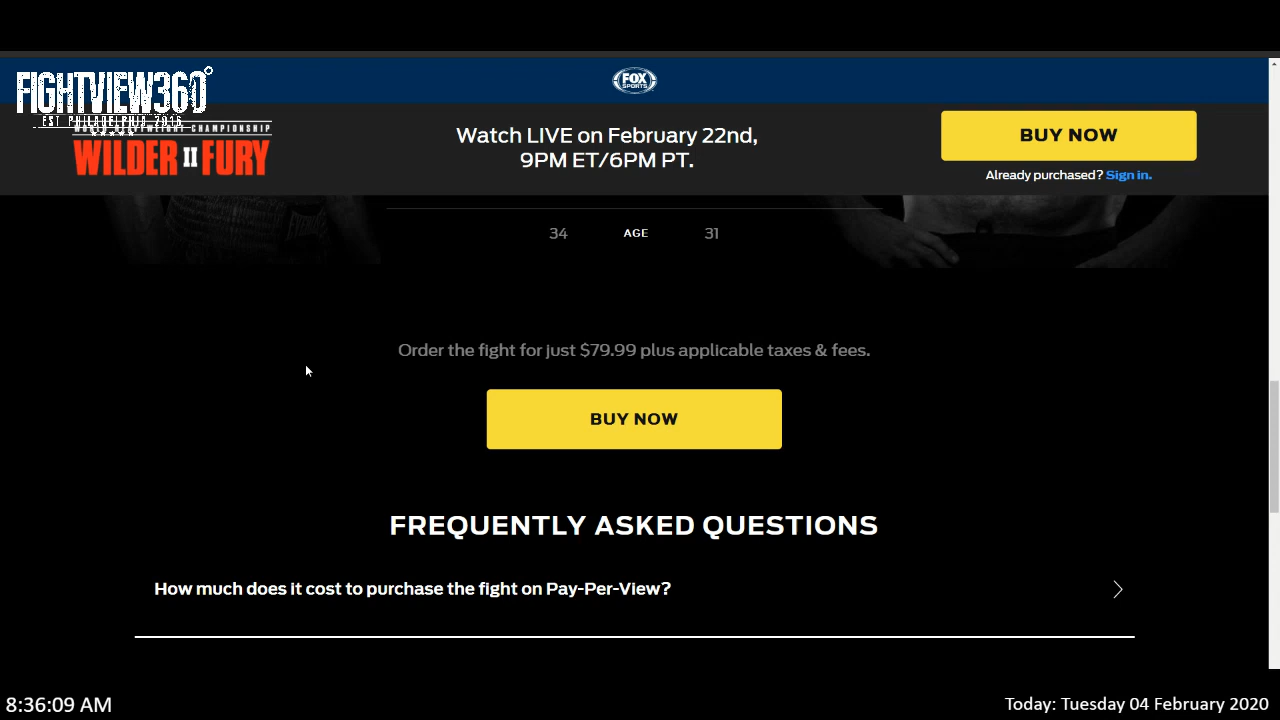 FIGHTVIEW360°
EST PHILADELPHIA 2016
FOX
SPORTS
CHAMPIONSHIP
WILDER II FURY
Watch LIVE on February 22nd,
9PM ET/6PM PT.
BUY NOW
Already purchased? Sign in.
34 AGE 31
Order the fight for just $79.99 plus applicable taxes & fees.
BUY NOW
FREQUENTLY ASKED QUESTIONS
How much does it cost to purchase the fight on Pay-Per-View?
8:36:09 AM
Today: Tuesday 04 February 2020